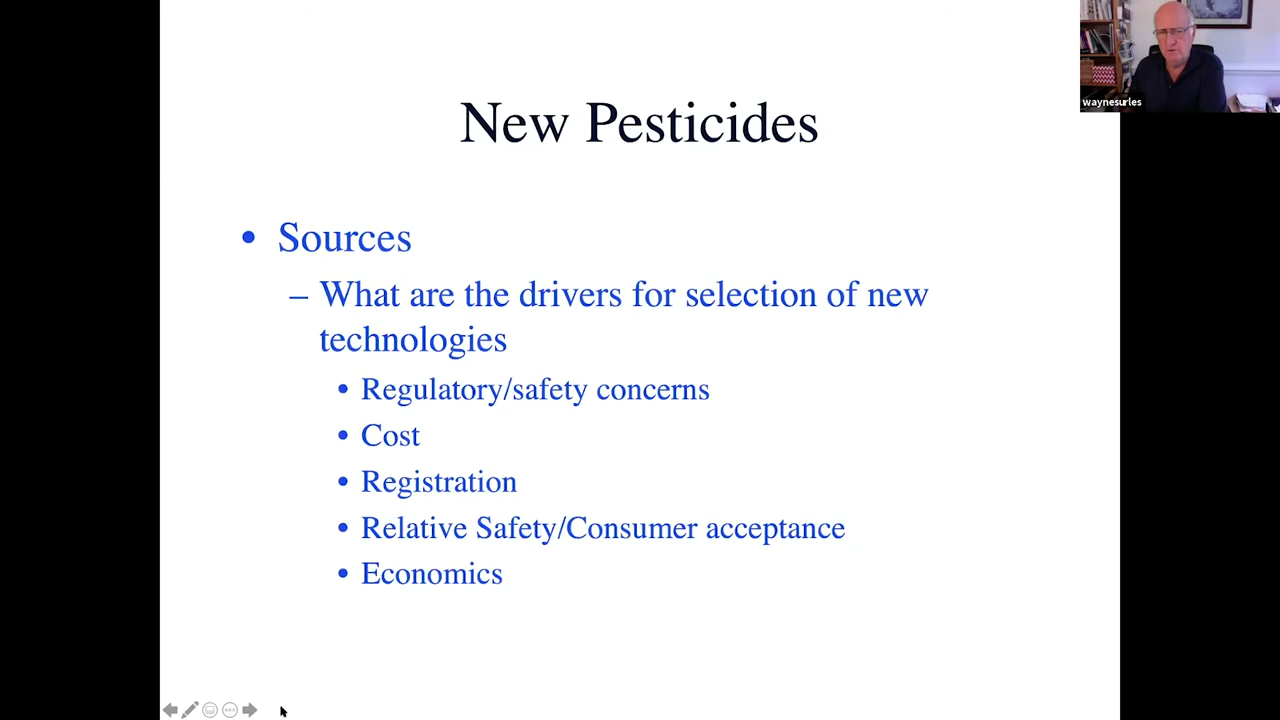 New Pesticides
• Sources
– What are the drivers for selection of new
technologies
• Regulatory/safety concerns
• Cost
• Registration
• Relative Safety/Consumer acceptance
• Economics
waynesurles